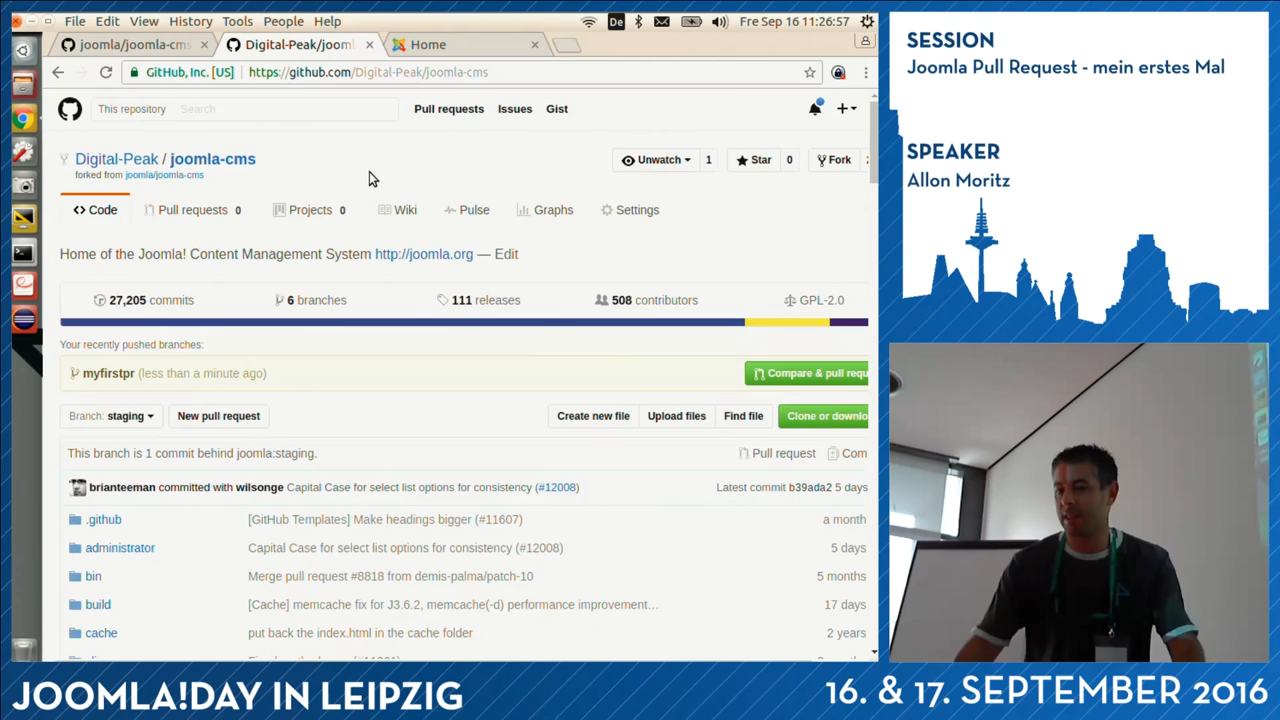 File Edit View History Tools People Help
De
Fri Sep 16 11:26:57
joomla/joomla-cms
Digital-Peak/jooml
Home
GitHub, Inc. [US]
https://github.com/Digital-Peak/joomla-cms
This repository Search
Pull requests Issues Gist
Digital-Peak / joomla-cms
forked from joomla/joomla-cms
Unwatch 1
Star 0
Fork
Code
Pull requests 0
Projects 0
Wiki
Pulse
Graphs
Settings
Home of the Joomla! Content Management System http://joomla.org — Edit
27,205 commits
6 branches
111 releases
508 contributors
GPL-2.0
Your recently pushed branches:
myfirstpr (less than a minute ago)
Compare & pull requ
Branch: staging
New pull request
Create new file
Upload files
Find file
Clone or downlo
This branch is 1 commit behind joomla:staging.
Pull request
Com
brianteeman committed with wilsonge Capital Case for select list options for consistency (#12008)
Latest commit b39ada2 5 days
.github [GitHub Templates] Make headings bigger (#11607) a month
administrator Capital Case for select list options for consistency (#12008) 5 days
bin Merge pull request #8818 from demis-palma/patch-10 5 months
build [Cache] memcache fix for J3.6.2, memcache(-d) performance improvement… 17 days
cache put back the index.html in the cache folder 2 years
SESSION
Joomla Pull Request - mein erstes Mal
SPEAKER
Allon Moritz
JOOMLA!DAY IN LEIPZIG
16. & 17. SEPTEMBER 2016